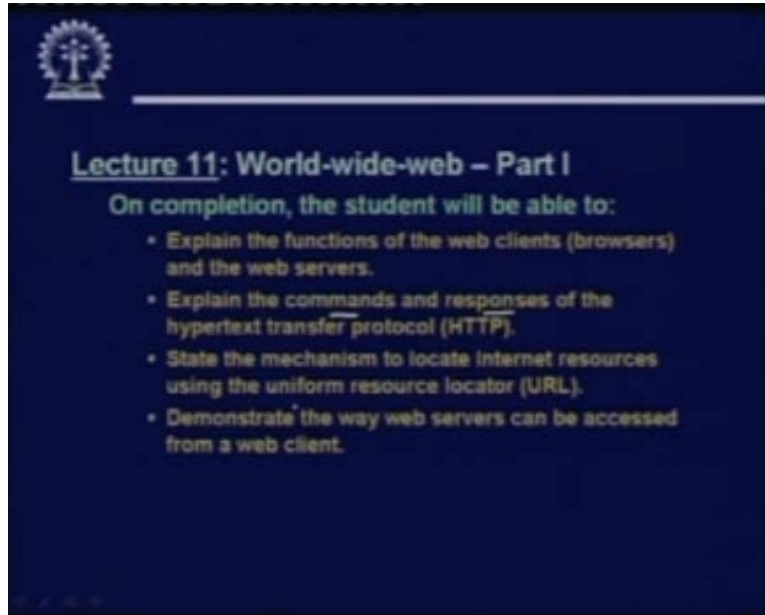 Lecture 11: World-wide-web – Part I
On completion, the student will be able to:
• Explain the functions of the web clients (browsers)
and the web servers.
• Explain the commands and responses of the
hypertext transfer protocol (HTTP).
• State the mechanism to locate Internet resources
using the uniform resource locator (URL).
• Demonstrate the way web servers can be accessed
from a web client.